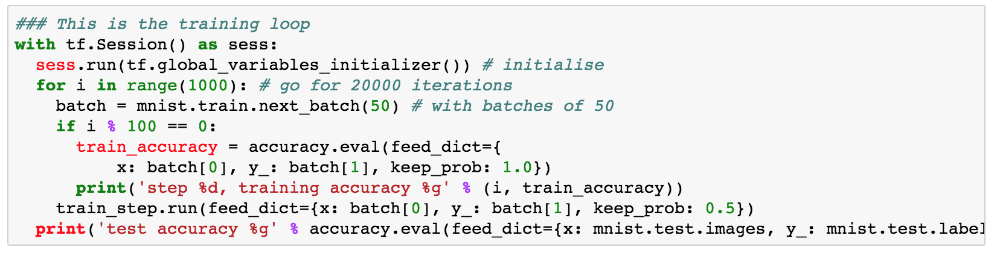 ### This is the training loop
with tf.Session() as sess:
  sess.run(tf.global_variables_initializer()) # initialise
  for i in range(1000): # go for 20000 iterations
    batch = mnist.train.next_batch(50) # with batches of 50
    if i % 100 == 0:
      train_accuracy = accuracy.eval(feed_dict={
          x: batch[0], y_: batch[1], keep_prob: 1.0})
      print('step %d, training accuracy %g' % (i, train_accuracy))
    train_step.run(feed_dict={x: batch[0], y_: batch[1], keep_prob: 0.5})
  print('test accuracy %g' % accuracy.eval(feed_dict={x: mnist.test.images, y_: mnist.test.label